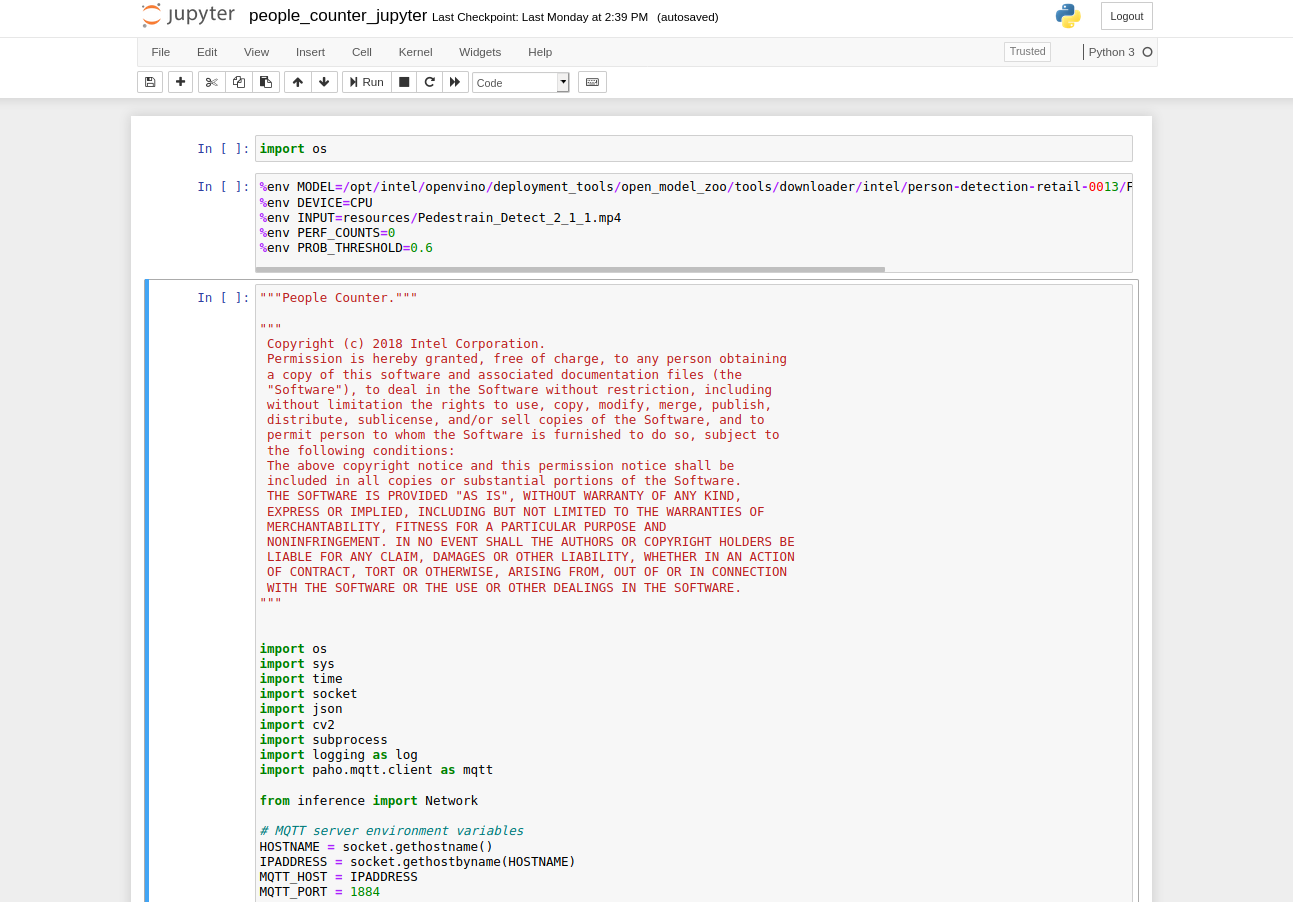 jupyter people_counter_jupyter Last Checkpoint: Last Monday at 2:39 PM (autosaved) Logout
File Edit View Insert Cell Kernel Widgets Help Trusted Python 3
Run Code
In [ ]: import os
In [ ]: %env MODEL=/opt/intel/openvino/deployment_tools/open_model_zoo/tools/downloader/intel/person-detection-retail-0013/F
%env DEVICE=CPU
%env INPUT=resources/Pedestrain_Detect_2_1_1.mp4
%env PERF_COUNTS=0
%env PROB_THRESHOLD=0.6
In [ ]: """People Counter."""
"""
Copyright (c) 2018 Intel Corporation.
Permission is hereby granted, free of charge, to any person obtaining
a copy of this software and associated documentation files (the
"Software"), to deal in the Software without restriction, including
without limitation the rights to use, copy, modify, merge, publish,
distribute, sublicense, and/or sell copies of the Software, and to
permit person to whom the Software is furnished to do so, subject to
the following conditions:
The above copyright notice and this permission notice shall be
included in all copies or substantial portions of the Software.
THE SOFTWARE IS PROVIDED "AS IS", WITHOUT WARRANTY OF ANY KIND,
EXPRESS OR IMPLIED, INCLUDING BUT NOT LIMITED TO THE WARRANTIES OF
MERCHANTABILITY, FITNESS FOR A PARTICULAR PURPOSE AND
NONINFRINGEMENT. IN NO EVENT SHALL THE AUTHORS OR COPYRIGHT HOLDERS BE
LIABLE FOR ANY CLAIM, DAMAGES OR OTHER LIABILITY, WHETHER IN AN ACTION
OF CONTRACT, TORT OR OTHERWISE, ARISING FROM, OUT OF OR IN CONNECTION
WITH THE SOFTWARE OR THE USE OR OTHER DEALINGS IN THE SOFTWARE.
"""
import os
import sys
import time
import socket
import json
import cv2
import subprocess
import logging as log
import paho.mqtt.client as mqtt
from inference import Network
# MQTT server environment variables
HOSTNAME = socket.gethostname()
IPADDRESS = socket.gethostbyname(HOSTNAME)
MQTT_HOST = IPADDRESS
MQTT_PORT = 1884